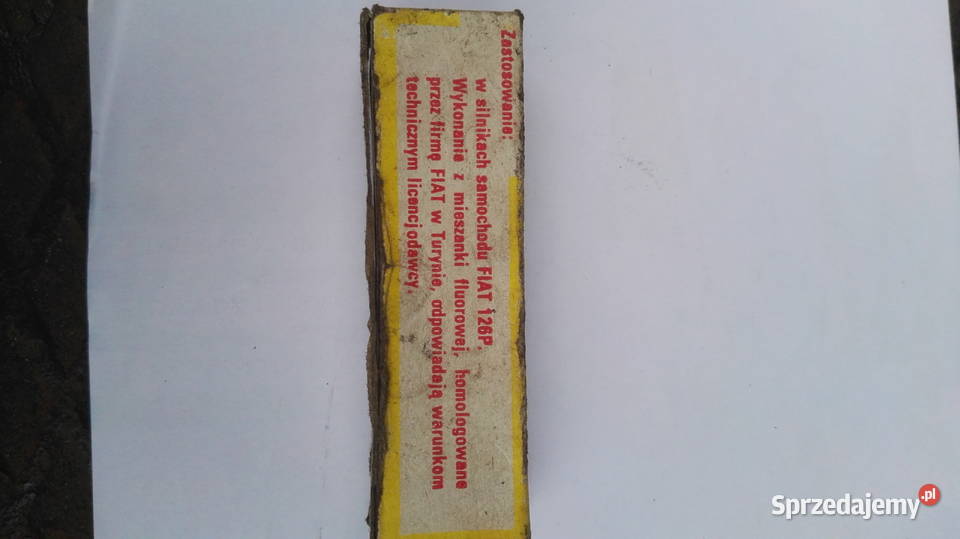 Zastosowanie:
w silnikach samochodu FIAT 126P.
Wykonanie z mieszanki fluorowej, homologowane
przez firmę FIAT w Turynie, odpowiadają warunkom
technicznym licencjodawcy.
Sprzedajemy.pl